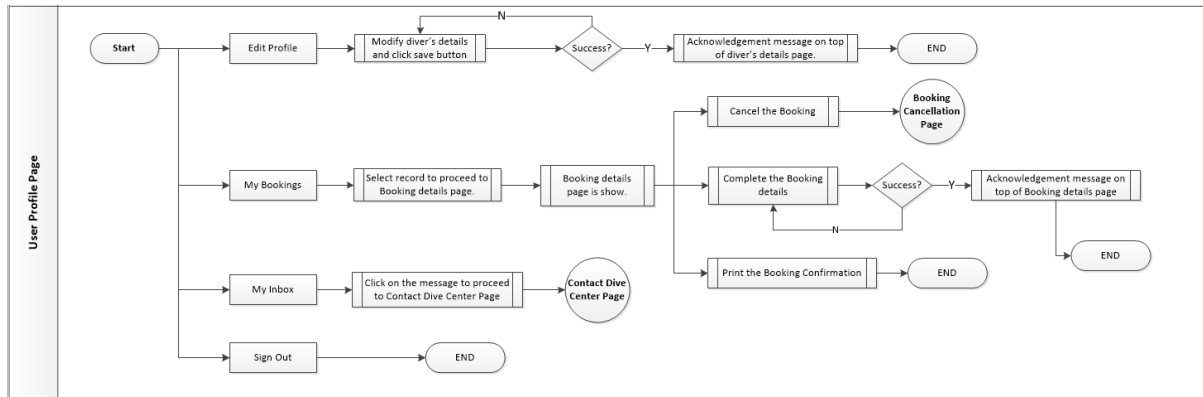 User Profile Page
Start
Edit Profile
Modify diver's details
and click save button
N
Success?
Y
Acknowledgement message on top
of diver's details page.
END
My Bookings
Select record to proceed to
Booking details page.
Booking details
page is show.
Cancel the Booking
Booking
Cancellation
Page
Complete the Booking
details
Success?
Y
N
Acknowledgement message on
top of Booking details page
END
Print the Booking Confirmation
END
My Inbox
Click on the message to proceed
to Contact Dive Center Page
Contact Dive
Center Page
Sign Out
END